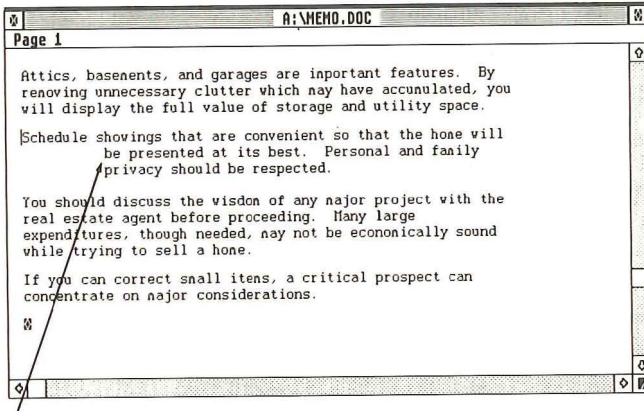 A:\MEMO.DOC
Page 1
Attics, basements, and garages are important features. By
removing unnecessary clutter which may have accumulated, you
will display the full value of storage and utility space.
Schedule showings that are convenient so that the home will
be presented at its best. Personal and family
privacy should be respected.
You should discuss the wisdom of any major project with the
real estate agent before proceeding. Many large
expenditures, though needed, may not be economically sound
while trying to sell a home.
If you can correct small items, a critical prospect can
concentrate on major considerations.